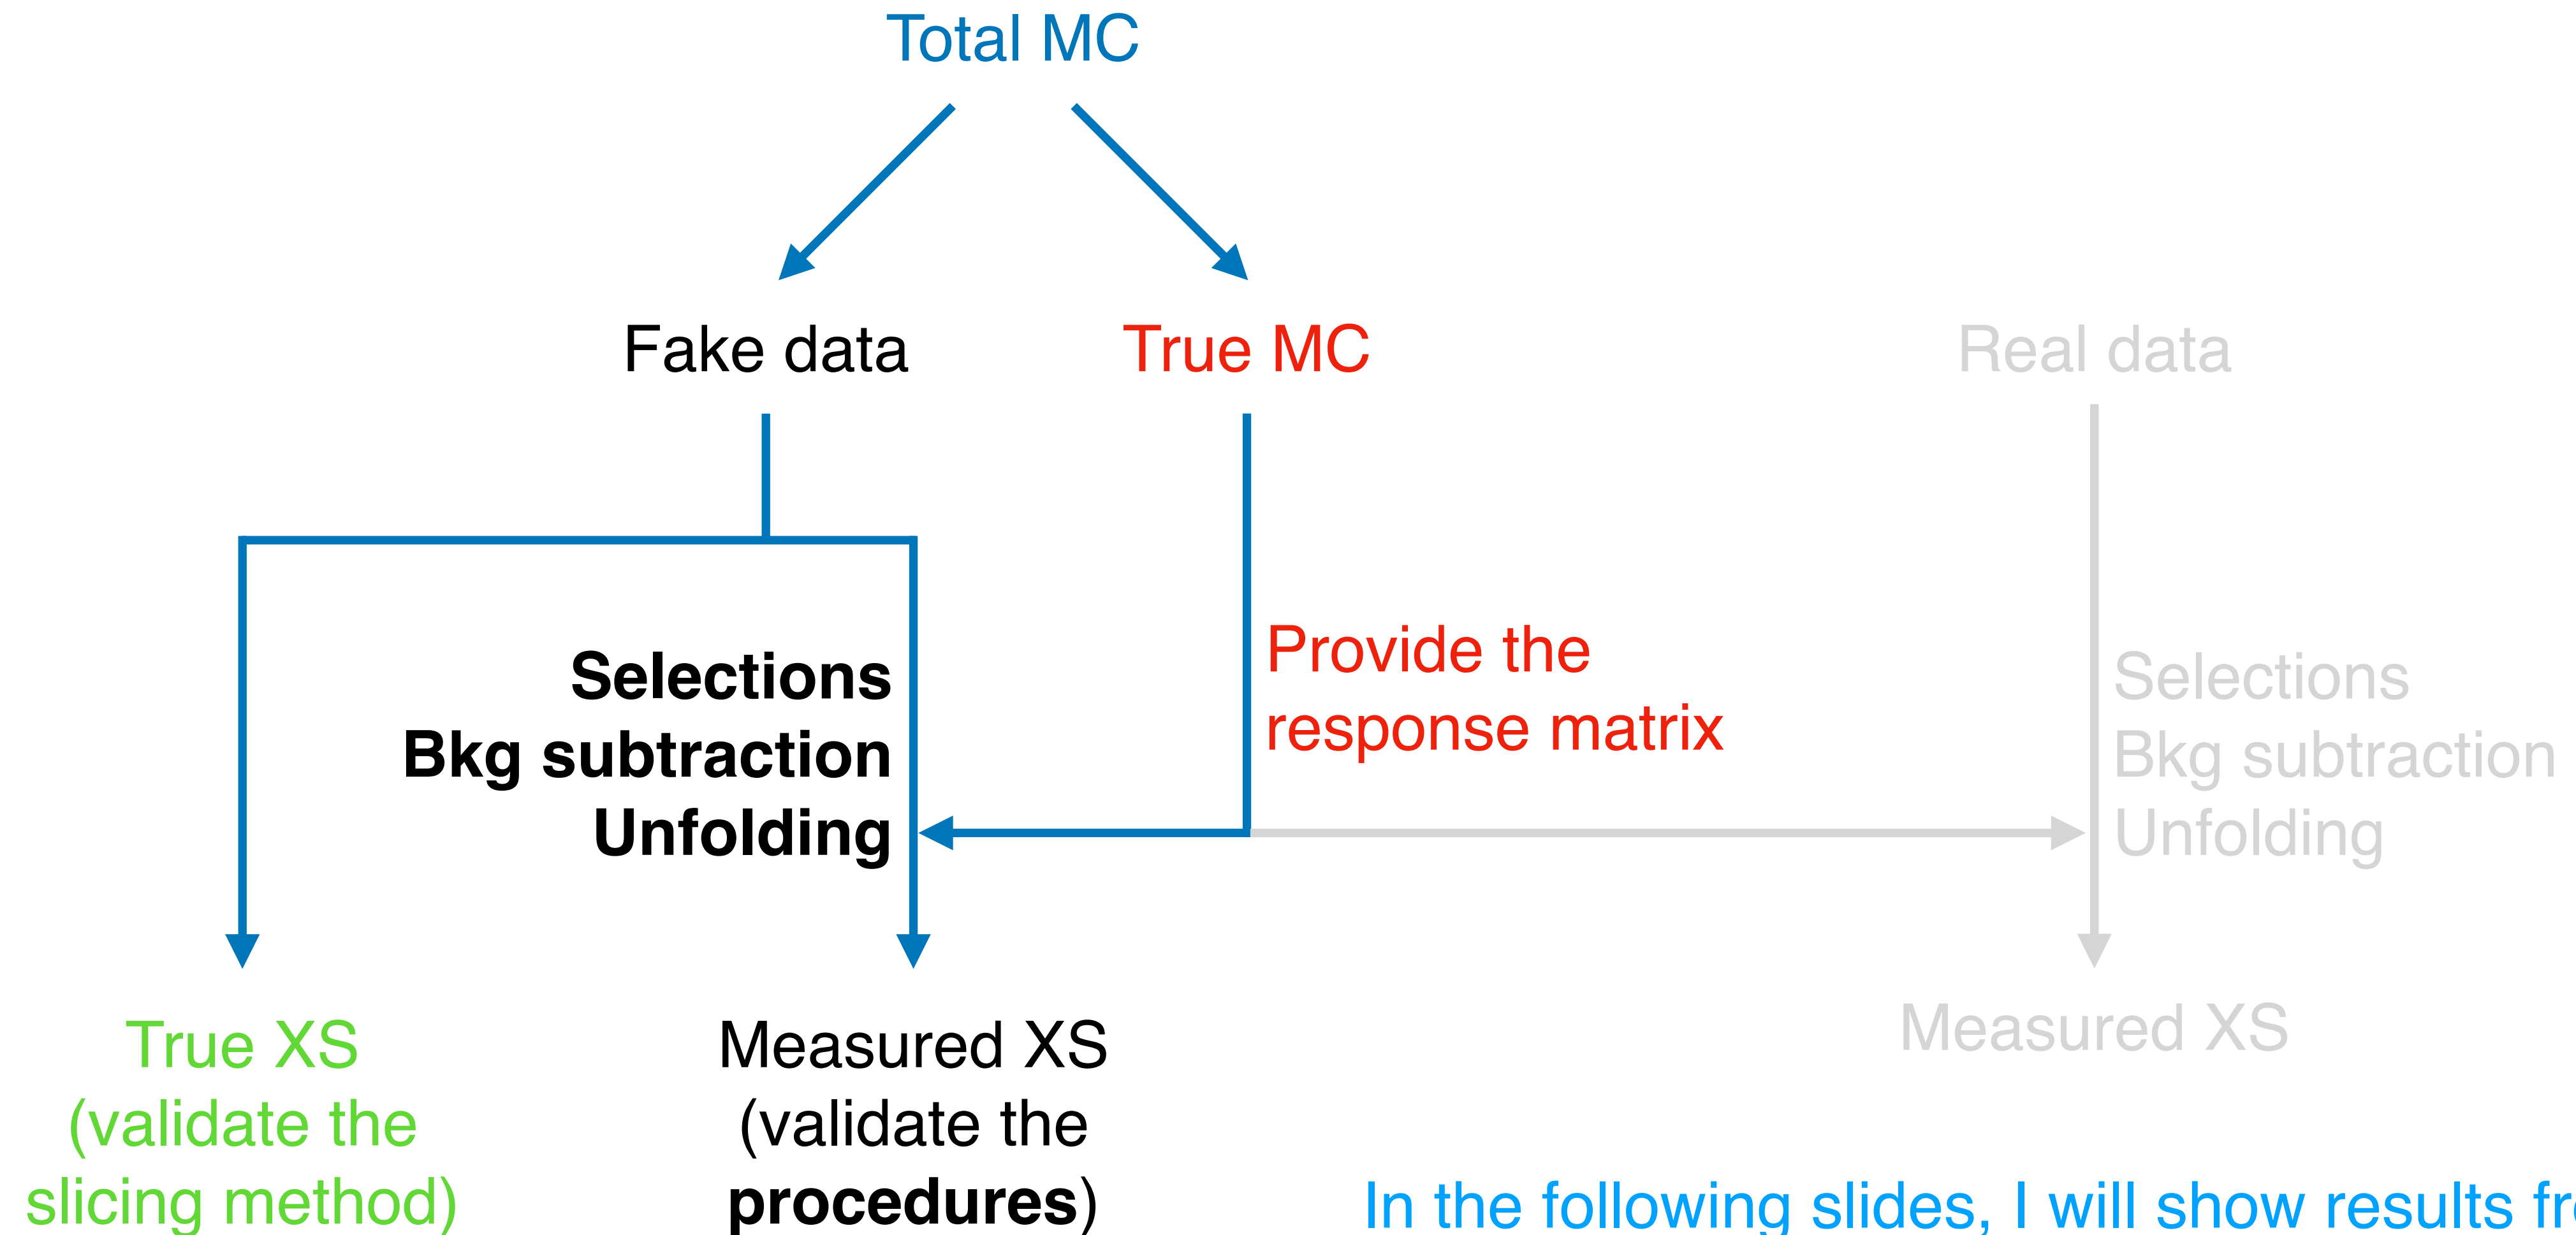 Total MC
Fake data
True MC
Real data
Selections
Bkg subtraction
Unfolding
Provide the
response matrix
Selections
Bkg subtraction
Unfolding
True XS
(validate the
slicing method)
Measured XS
(validate the
procedures)
Measured XS
In the following slides, I will show results